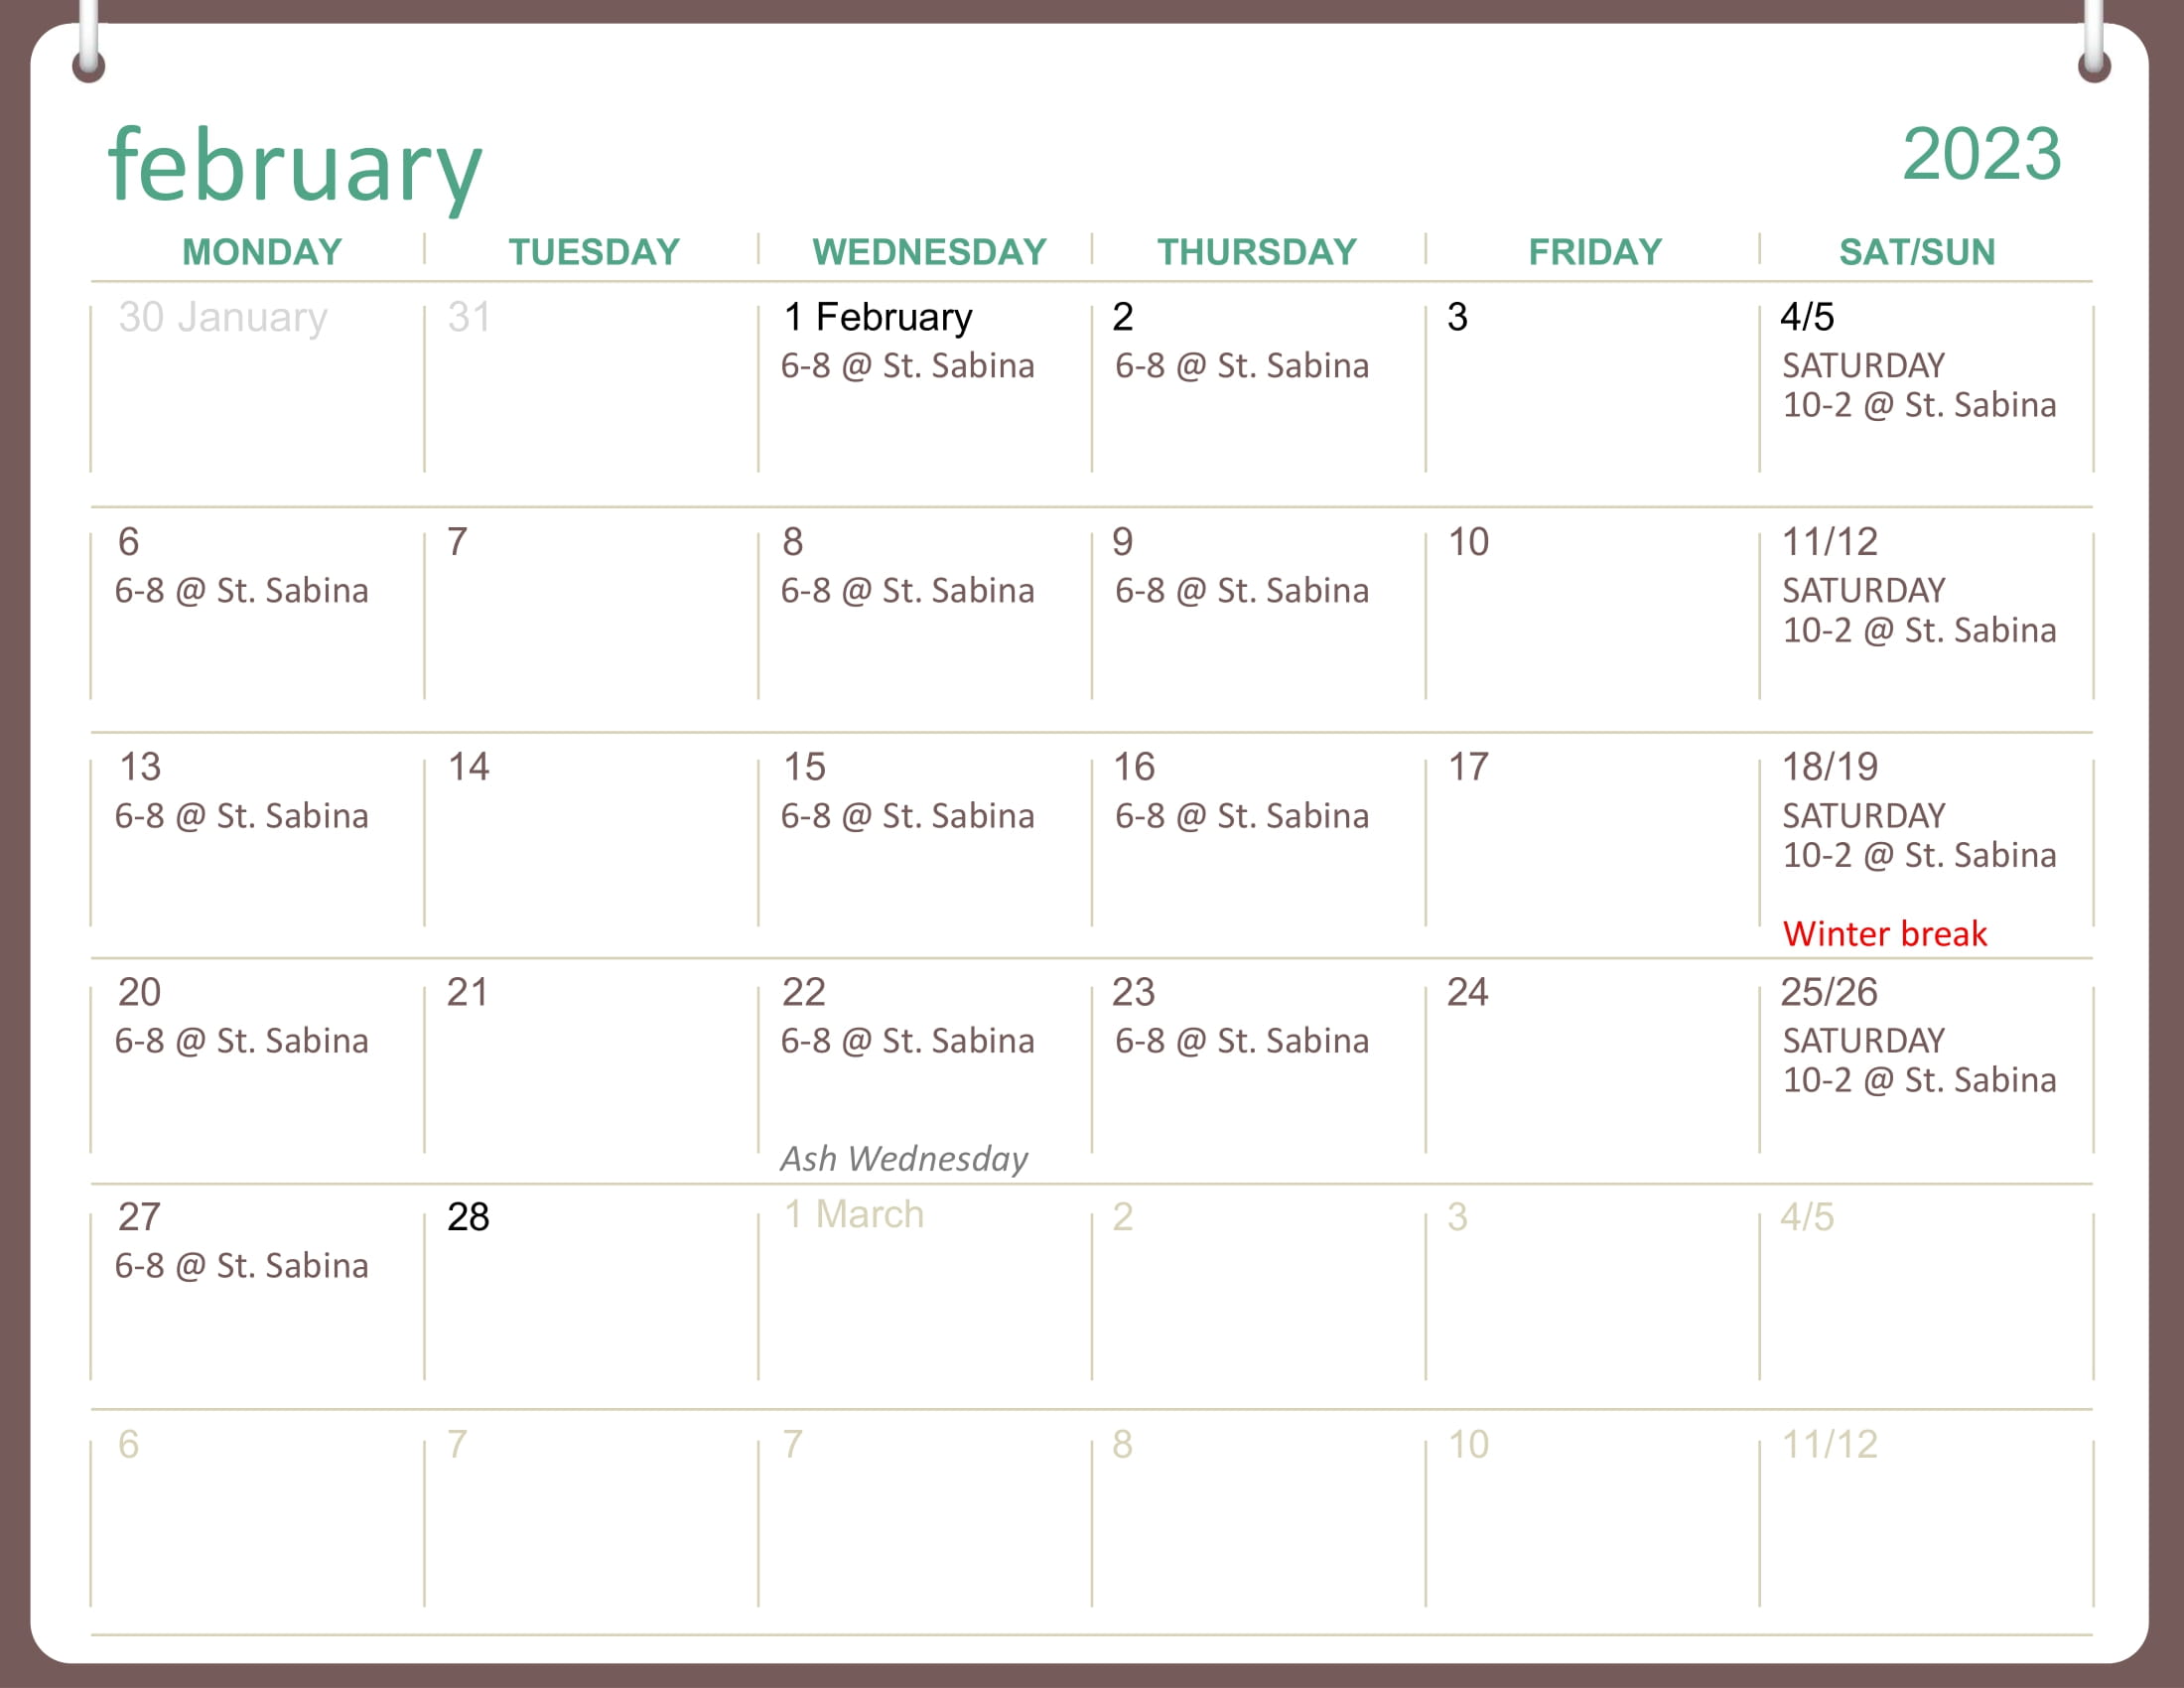 february 2023
MONDAY TUESDAY WEDNESDAY THURSDAY FRIDAY SAT/SUN
30 January 31 1 February 2 3 4/5
6-8 @ St. Sabina 6-8 @ St. Sabina SATURDAY
10-2 @ St. Sabina
6 7 8 9 10 11/12
6-8 @ St. Sabina 6-8 @ St. Sabina 6-8 @ St. Sabina SATURDAY
10-2 @ St. Sabina
13 14 15 16 17 18/19
6-8 @ St. Sabina 6-8 @ St. Sabina 6-8 @ St. Sabina SATURDAY
10-2 @ St. Sabina
Winter break
20 21 22 23 24 25/26
6-8 @ St. Sabina 6-8 @ St. Sabina 6-8 @ St. Sabina SATURDAY
10-2 @ St. Sabina
Ash Wednesday
27 28 1 March 2 3 4/5
6-8 @ St. Sabina
6 7 7 8 10 11/12